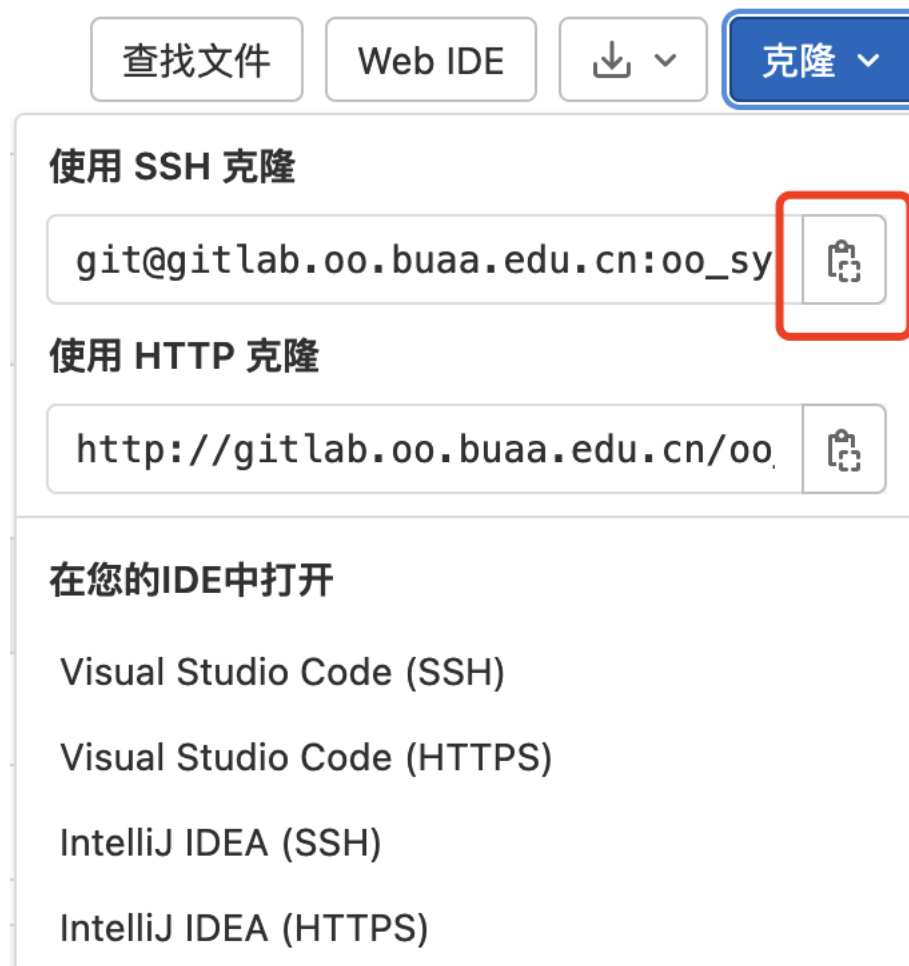 查找文件 Web IDE 克隆
使用 SSH 克隆
git@gitlab.oo.buaa.edu.cn:oo_sy
使用 HTTP 克隆
http://gitlab.oo.buaa.edu.cn/oo_
在您的IDE中打开
Visual Studio Code (SSH)
Visual Studio Code (HTTPS)
IntelliJ IDEA (SSH)
IntelliJ IDEA (HTTPS)